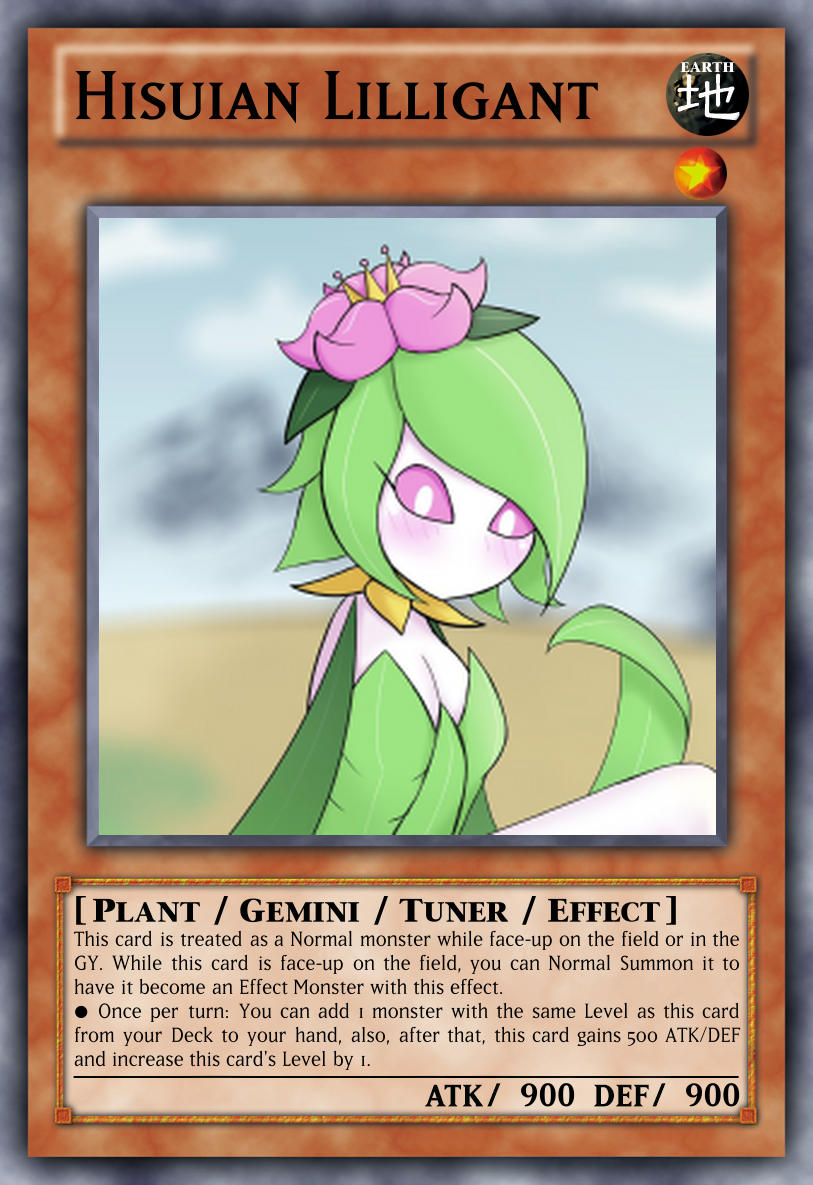 Hisuian Lilligant
EARTH
地
[ Plant / Gemini / Tuner / Effect ]
This card is treated as a Normal monster while face-up on the field or in the
GY. While this card is face-up on the field, you can Normal Summon it to
have it become an Effect Monster with this effect.
● Once per turn: You can add 1 monster with the same Level as this card
from your Deck to your hand, also, after that, this card gains 500 ATK/DEF
and increase this card's Level by 1.
ATK/ 900 DEF/ 900